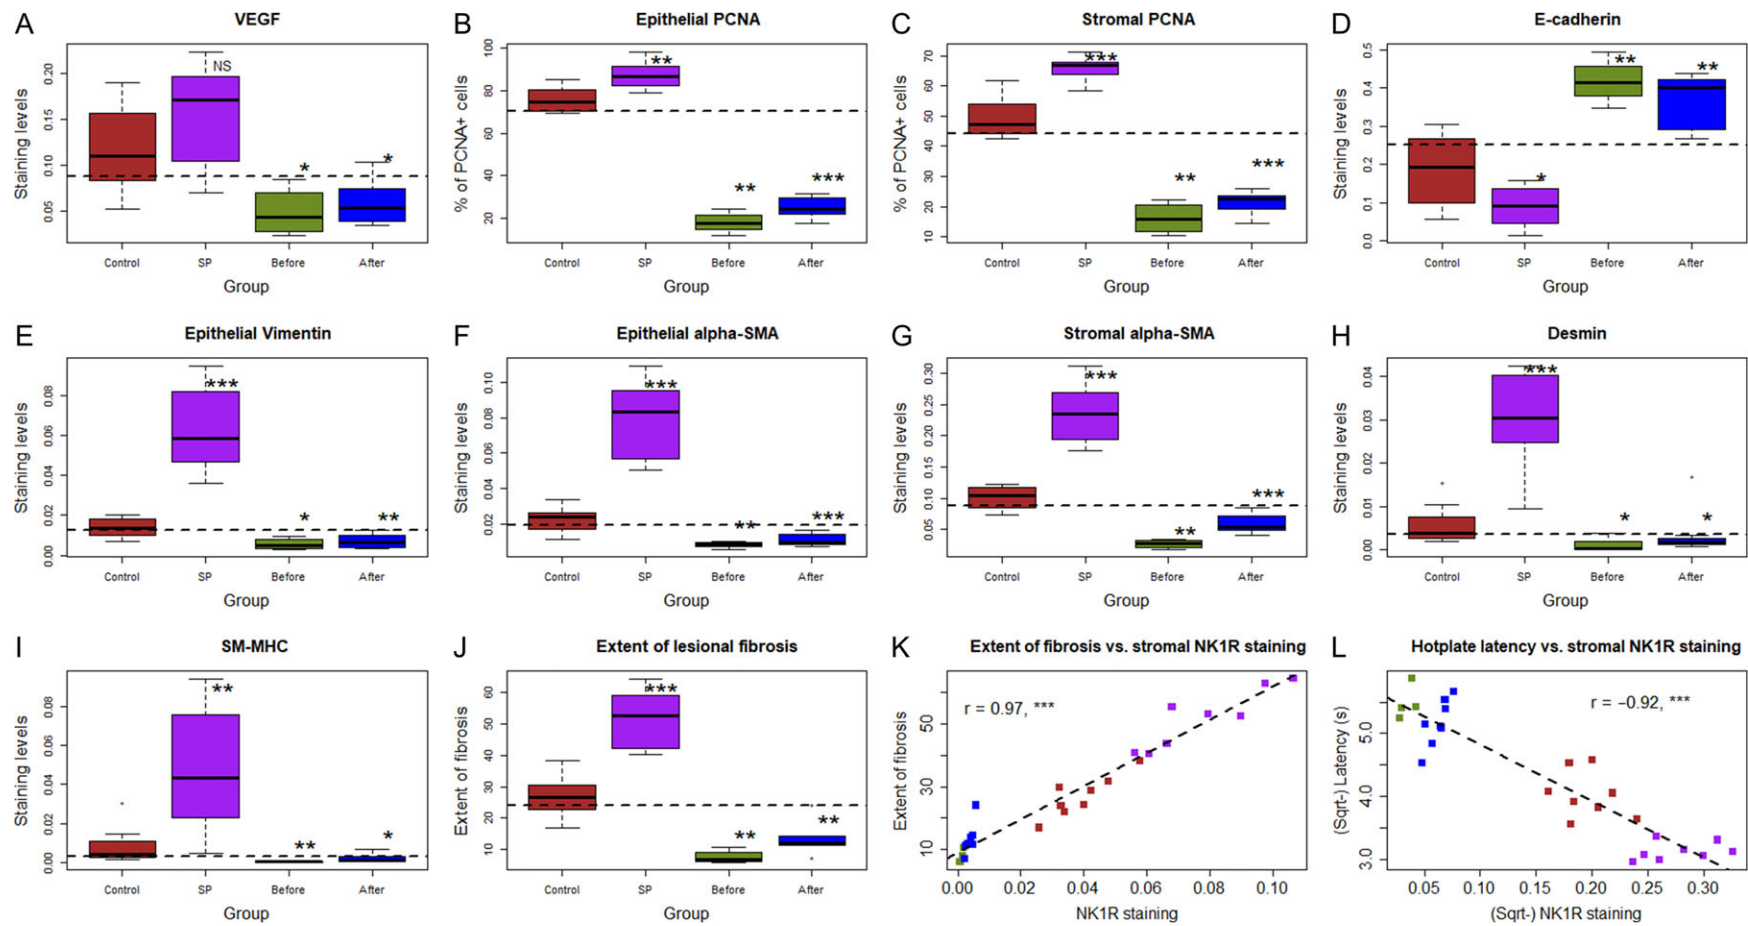 A VEGF
Staining levels
0.05 0.10 0.15 0.20
NS
*
*
Control SP Before After
Group
B Epithelial PCNA
% of PCNA+ cells
20 40 60 80 100
**
**
***
Control SP Before After
Group
C Stromal PCNA
% of PCNA+ cells
10 20 30 40 50 60 70
***
**
***
Control SP Before After
Group
D E-cadherin
Staining levels
0.0 0.1 0.2 0.3 0.4 0.5
*
**
**
Control SP Before After
Group
E Epithelial Vimentin
Staining levels
0.00 0.02 0.04 0.06 0.08
***
*
**
Control SP Before After
Group
F Epithelial alpha-SMA
Staining levels
0.02 0.04 0.06 0.08 0.10
***
**
***
Control SP Before After
Group
G Stromal alpha-SMA
Staining levels
0.05 0.10 0.15 0.20 0.25 0.30
***
**
***
Control SP Before After
Group
H Desmin
Staining levels
0.00 0.01 0.02 0.03 0.04
***
*
*
Control SP Before After
Group
I SM-MHC
Staining levels
0.00 0.02 0.04 0.06 0.08
**
**
*
Control SP Before After
Group
J Extent of lesional fibrosis
Extent of fibrosis
10 20 30 40 50 60
***
**
**
Control SP Before After
Group
K Extent of fibrosis vs. stromal NK1R staining
Extent of fibrosis
10 30 50
r = 0.97, ***
0.00 0.02 0.04 0.06 0.08 0.10
NK1R staining
L Hotplate latency vs. stromal NK1R staining
(Sqrt-) Latency (s)
3.0 4.0 5.0
r = −0.92, ***
0.05 0.10 0.15 0.20 0.25 0.30
(Sqrt-) NK1R staining